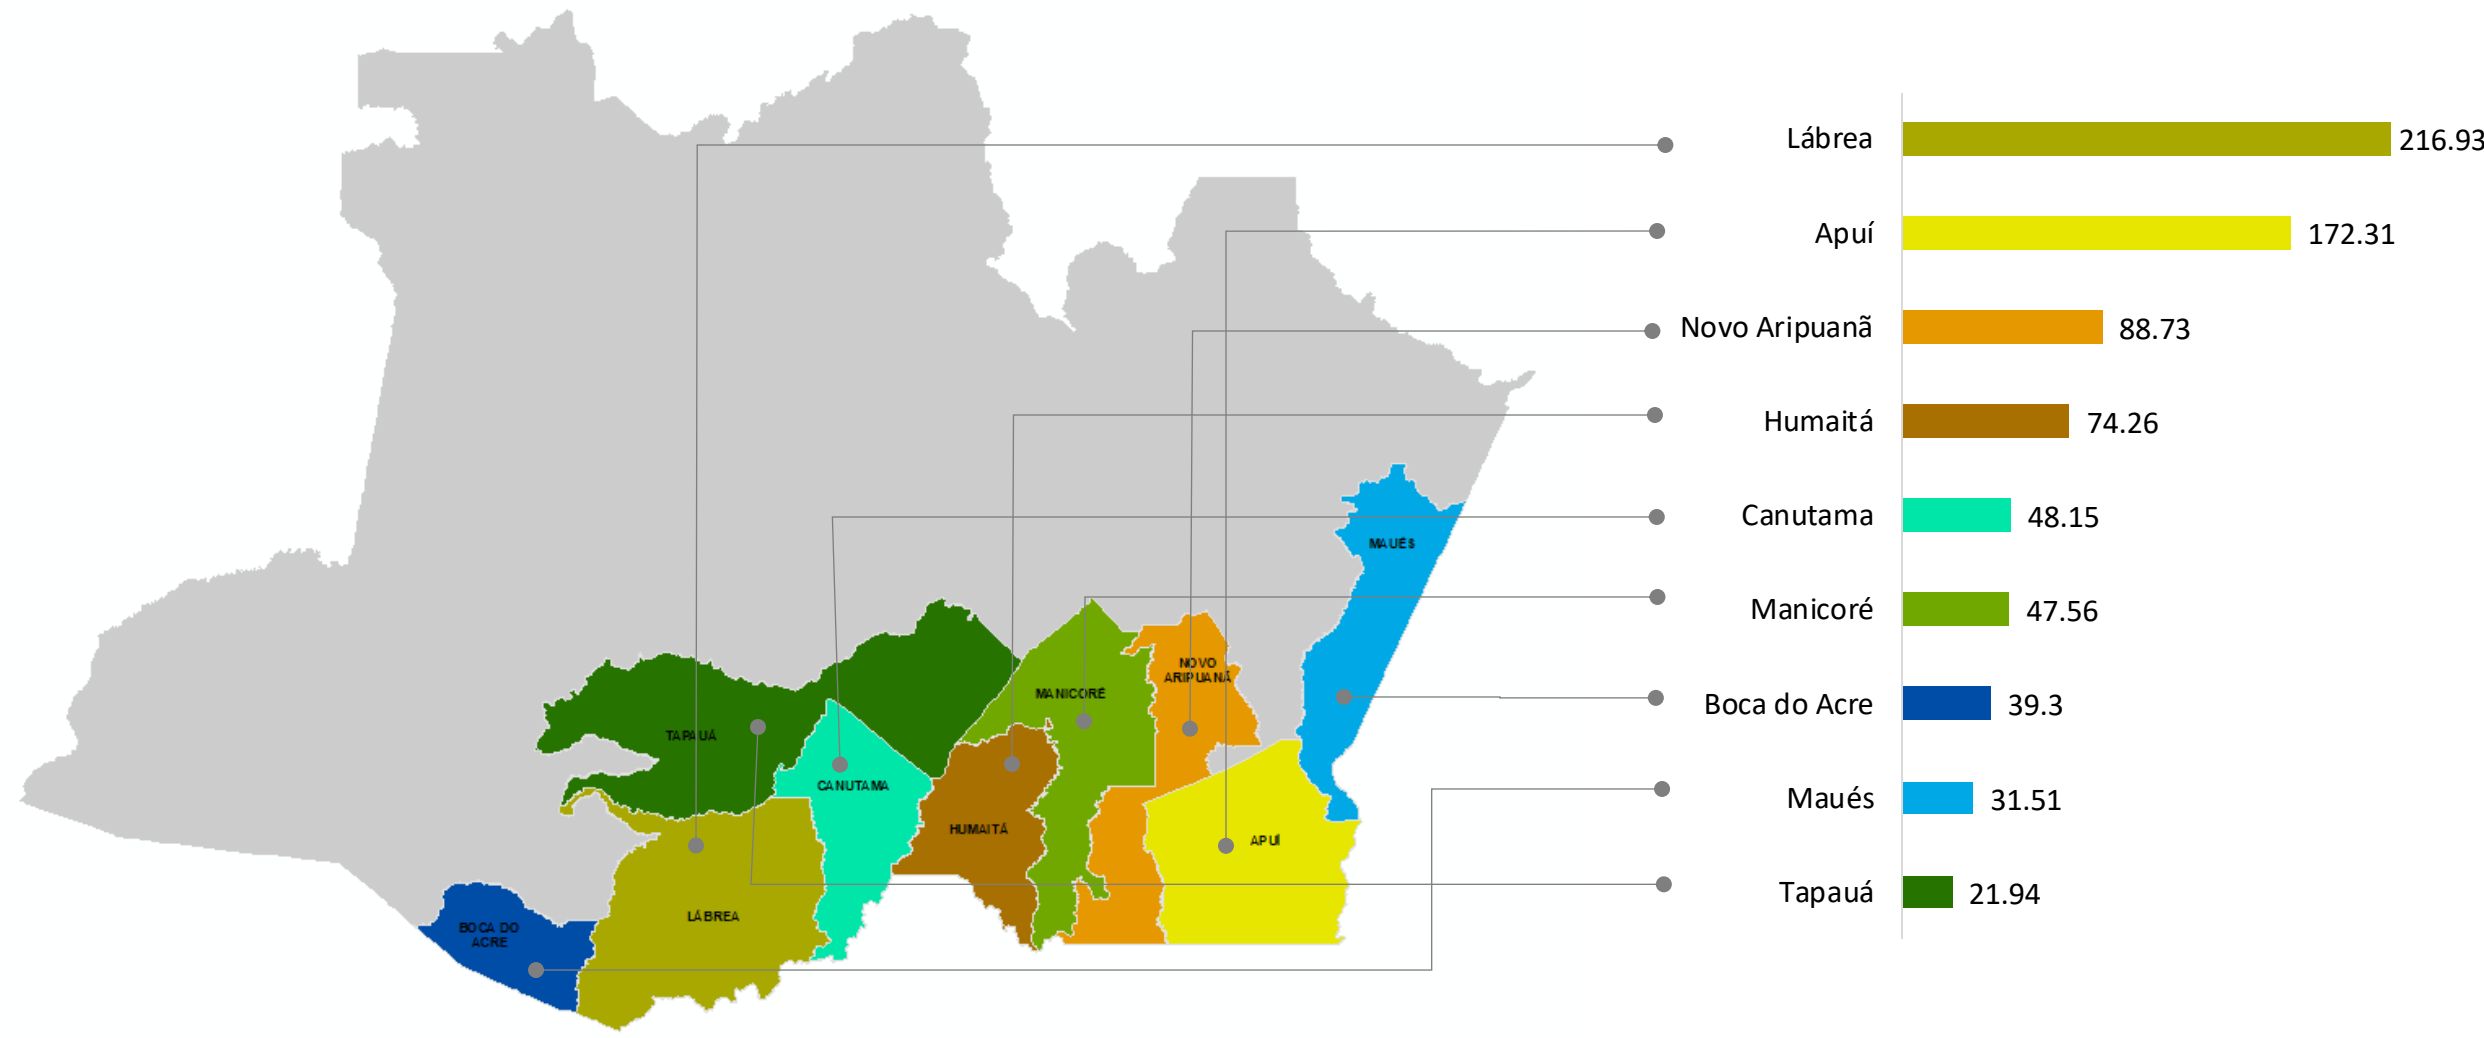 MAUÉS
NOVO
ARIPUANÃ
MANICORÉ
TAPAUÁ
CANUTAMA
HUMAITÁ
APUÍ
LÁBREA
BOCA DO
ACRE
Lábrea 216.93
Apuí 172.31
Novo Aripuanã 88.73
Humaitá 74.26
Canutama 48.15
Manicoré 47.56
Boca do Acre 39.3
Maués 31.51
Tapauá 21.94